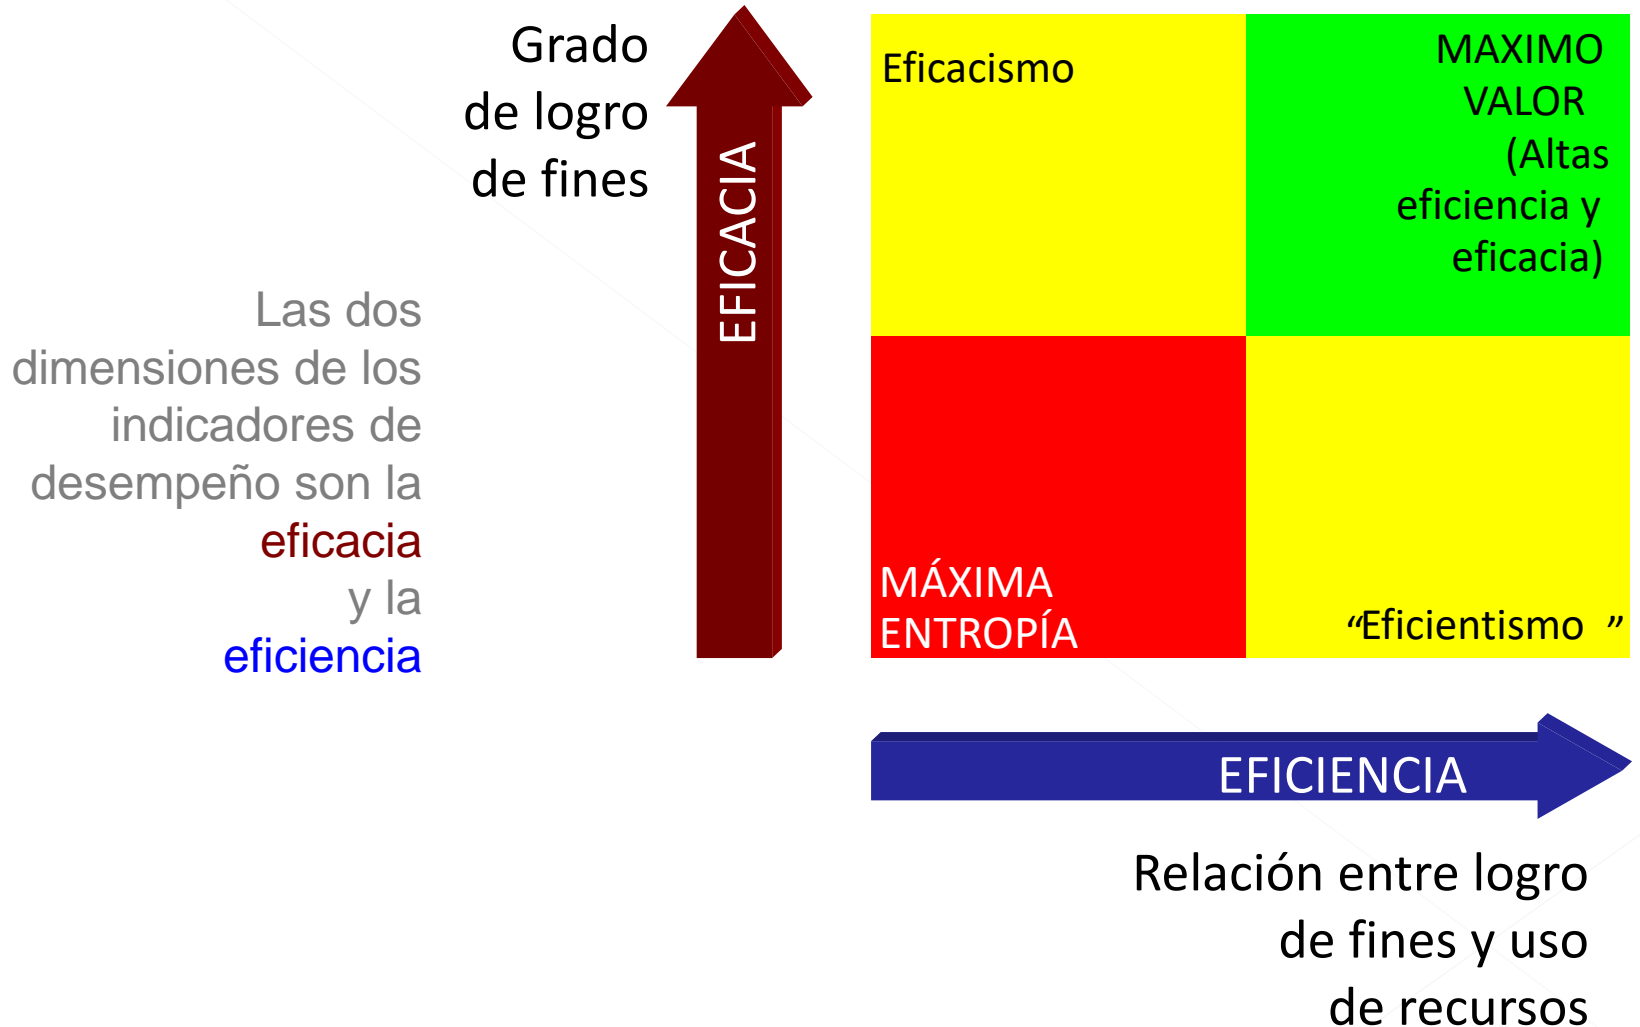 Grado
de logro
de fines
EFICACIA
Las dos
dimensiones de los
indicadores de
desempeño son la
eficacia
y la
eficiencia
Eficacismo
MAXIMO
VALOR
(Altas
eficiencia y
eficacia)
MÁXIMA
ENTROPÍA
“Eficientismo ”
EFICIENCIA
Relación entre logro
de fines y uso
de recursos